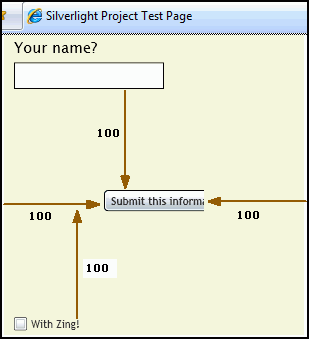 Silverlight Project Test Page
Your name?
100
Submit this informa
100
100
100
With Zing!